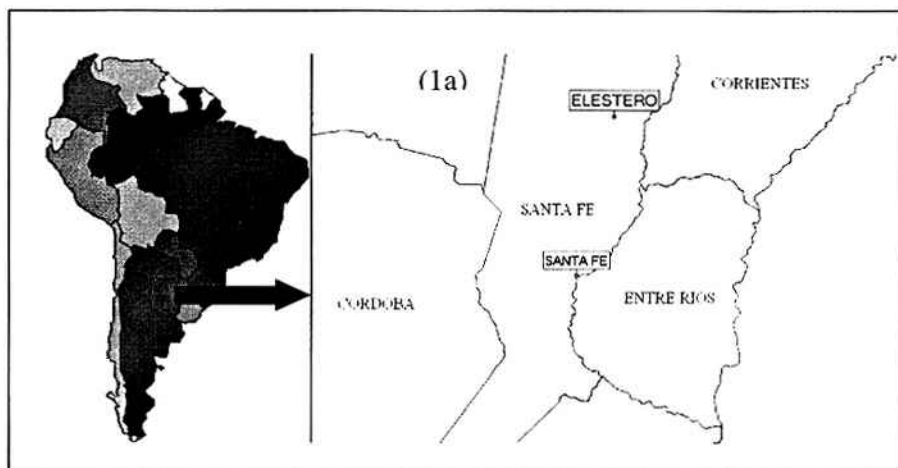 (1a)
CORRIENTES
ELESTERO
SANTA FE
SANTA FE
ENTRE RIOS
CORDOBA